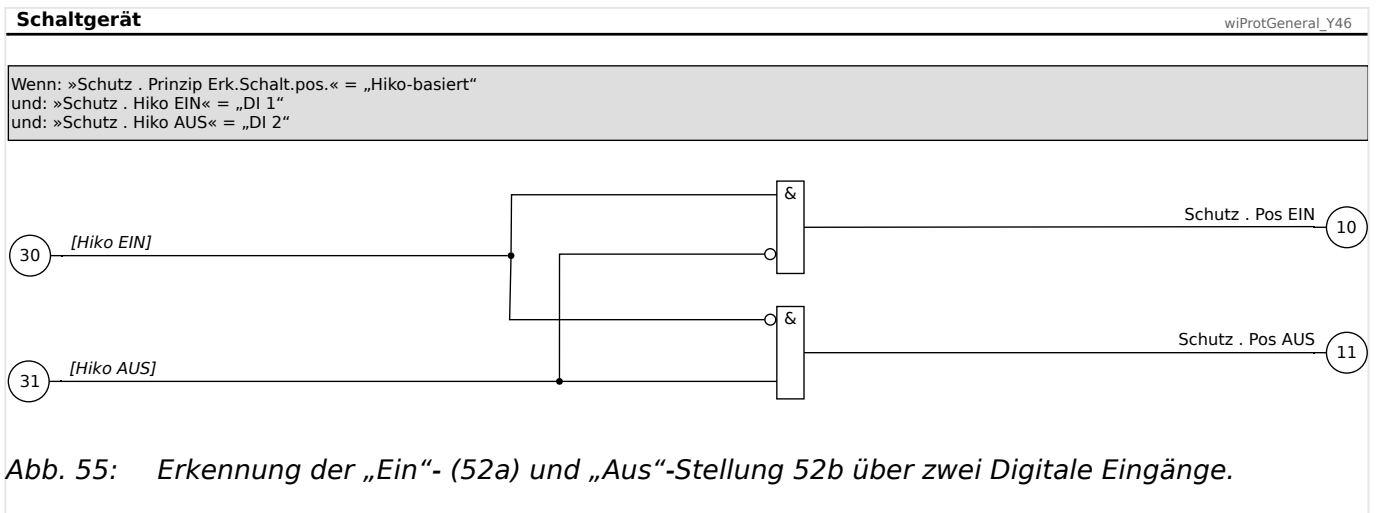 Schaltgerät
wiProtGeneral_Y46
Wenn: »Schutz . Prinzip Erk.Schalt.pos.« = „Hiko-basiert“
und: »Schutz . Hiko EIN« = „DI 1“
und: »Schutz . Hiko AUS« = „DI 2“
&
Schutz . Pos EIN
10
30
[Hiko EIN]
&
Schutz . Pos AUS
11
31
[Hiko AUS]
Abb. 55: Erkennung der „Ein“- (52a) und „Aus“-Stellung 52b über zwei Digitale Eingänge.